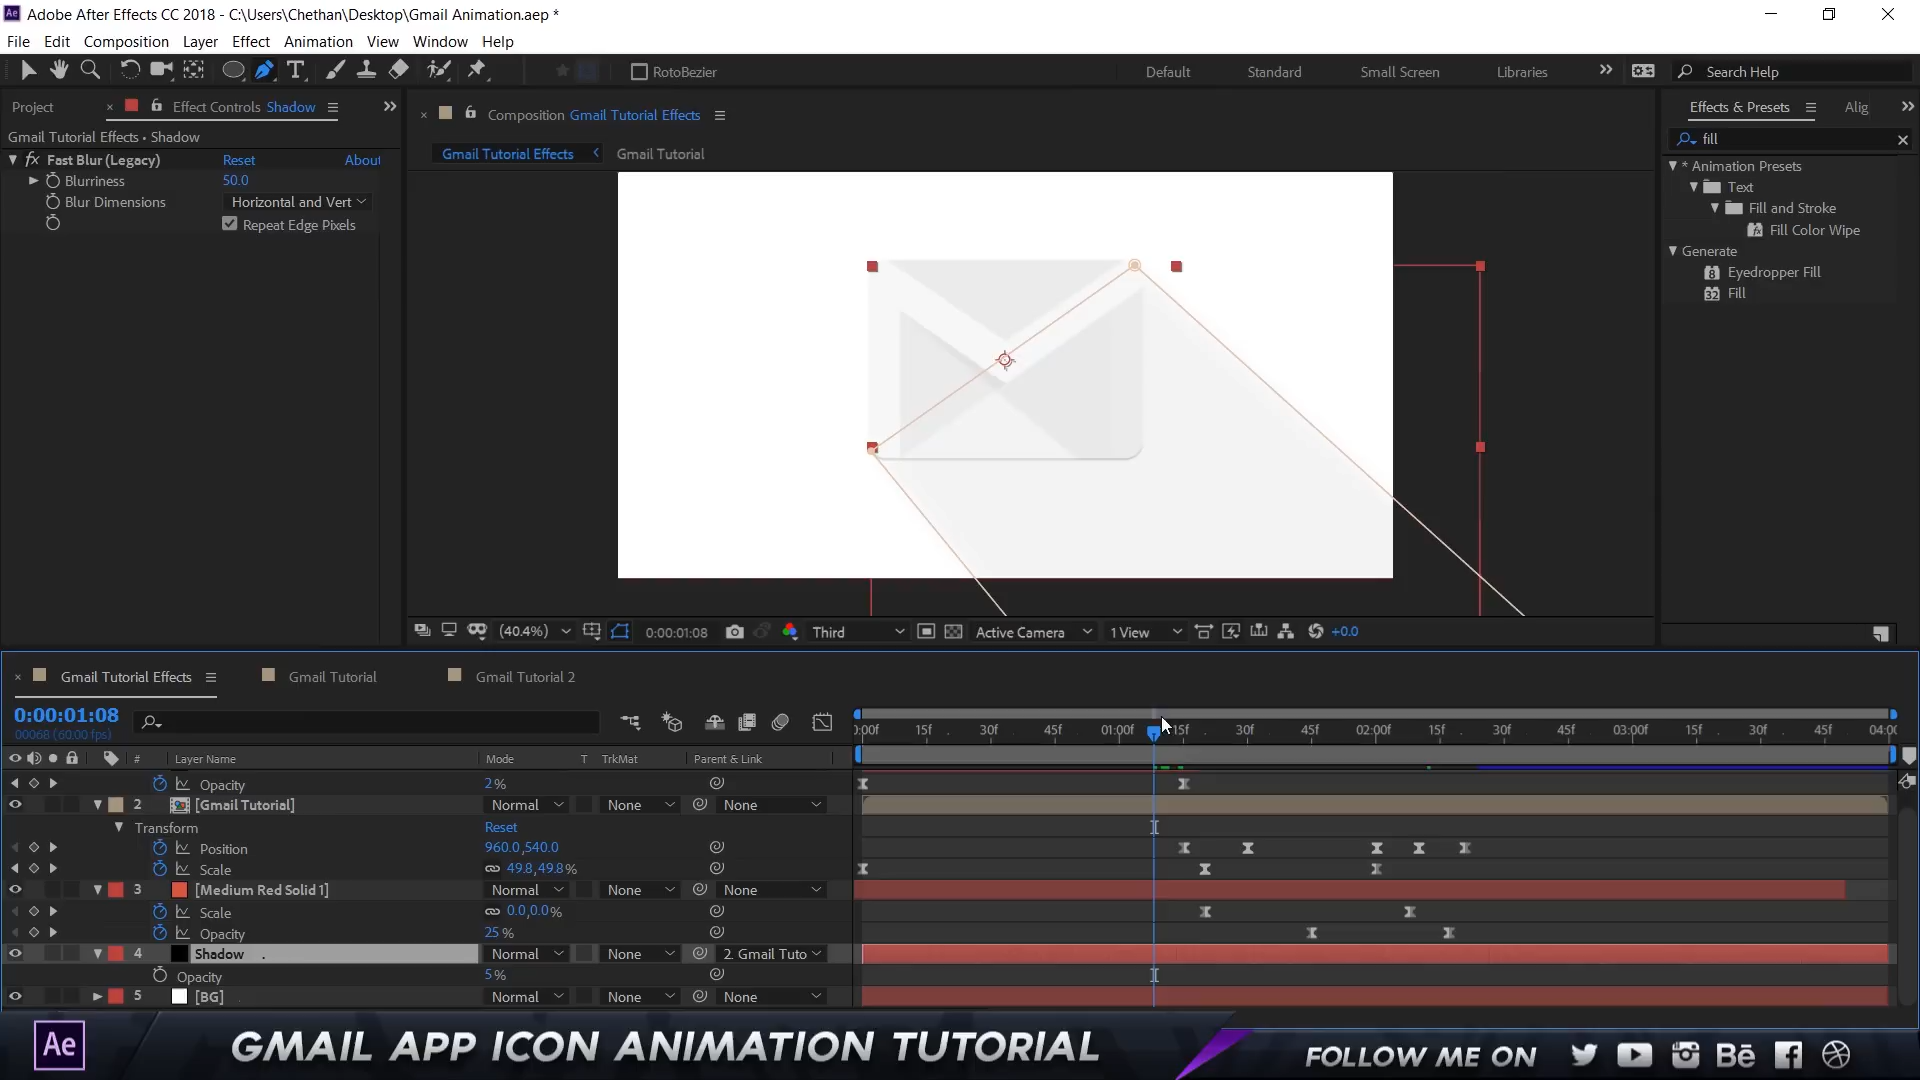 Adobe After Effects CC 2018 - C:\Users\Chethan\Desktop\Gmail Animation.aep *
File Edit Composition Layer Effect Animation View Window Help
RotoBezier
Default Standard Small Screen Libraries Search Help
Project Effect Controls Shadow
Gmail Tutorial Effects • Shadow
fx Fast Blur (Legacy) Reset About
Blurriness 50.0
Blur Dimensions Horizontal and Vert
Repeat Edge Pixels
Composition Gmail Tutorial Effects
Gmail Tutorial Effects Gmail Tutorial
Effects & Presets Alig
fill
* Animation Presets
Text
Fill and Stroke
Fill Color Wipe
Generate
Eyedropper Fill
Fill
(40.4%) 0:00:01:08 Third Active Camera 1 View +0.0
Gmail Tutorial Effects Gmail Tutorial Gmail Tutorial 2
0:00:01:08
00068 (60.00 fps)
:00f 15f 30f 45f 01:00f 15f 30f 45f 02:00f 15f 30f 45f 03:00f 15f 30f 45f 04:00
# Layer Name Mode T TrkMat Parent & Link
Opacity 2%
2 [Gmail Tutorial] Normal None None
Transform Reset
Position 960.0,540.0
Scale 49.8,49.8%
3 [Medium Red Solid 1] Normal None None
Scale 0.0,0.0%
Opacity 25%
4 Shadow Normal None 2. Gmail Tuto
Opacity 5%
5 [BG] Normal None None
Ae GMAIL APP ICON ANIMATION TUTORIAL FOLLOW ME ON Bē